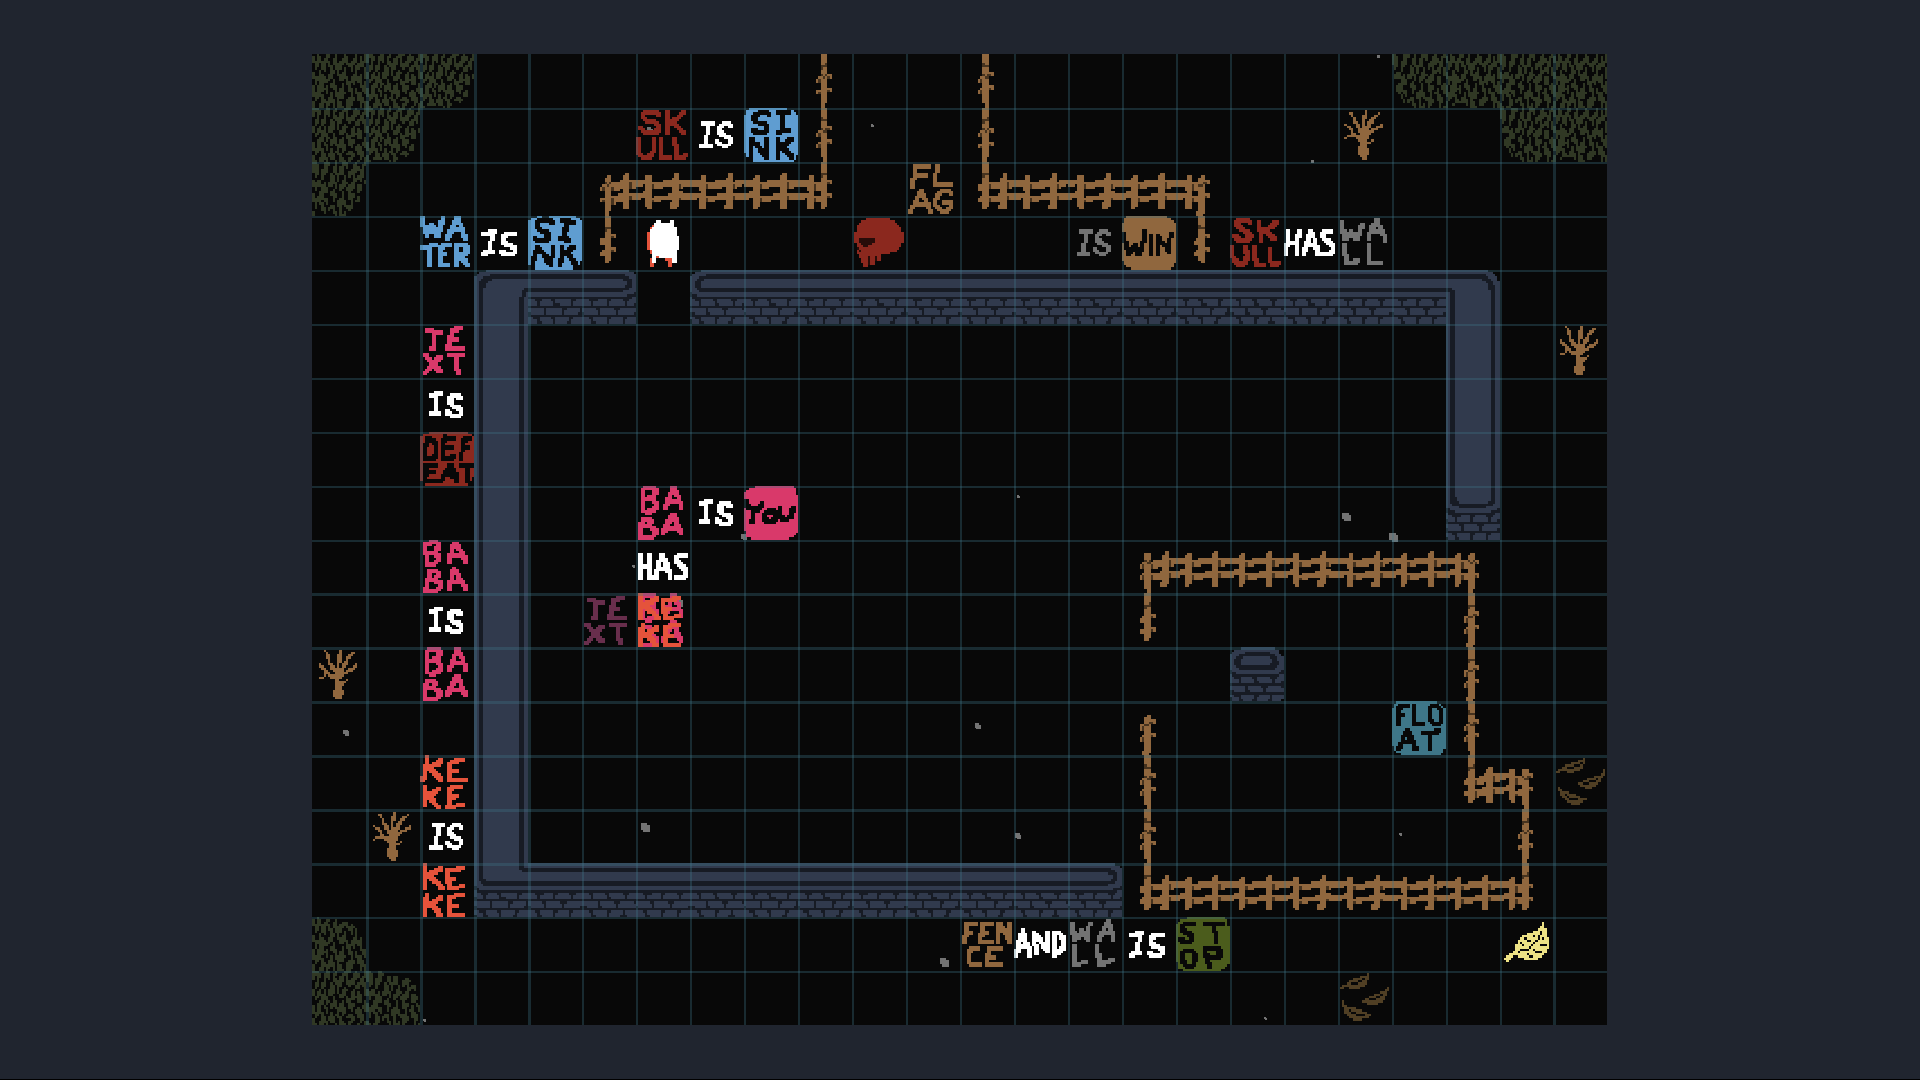 SKULL IS SINK
FLAG
WATER IS SINK
IS WIN
SKULL HAS WALL
TEXT
IS
DEFEAT
BABA IS YOU
HAS
TEXT
BABA
IS
BABA
FLOAT
KEKE
IS
KEKE
FENCE AND WALL IS STOP